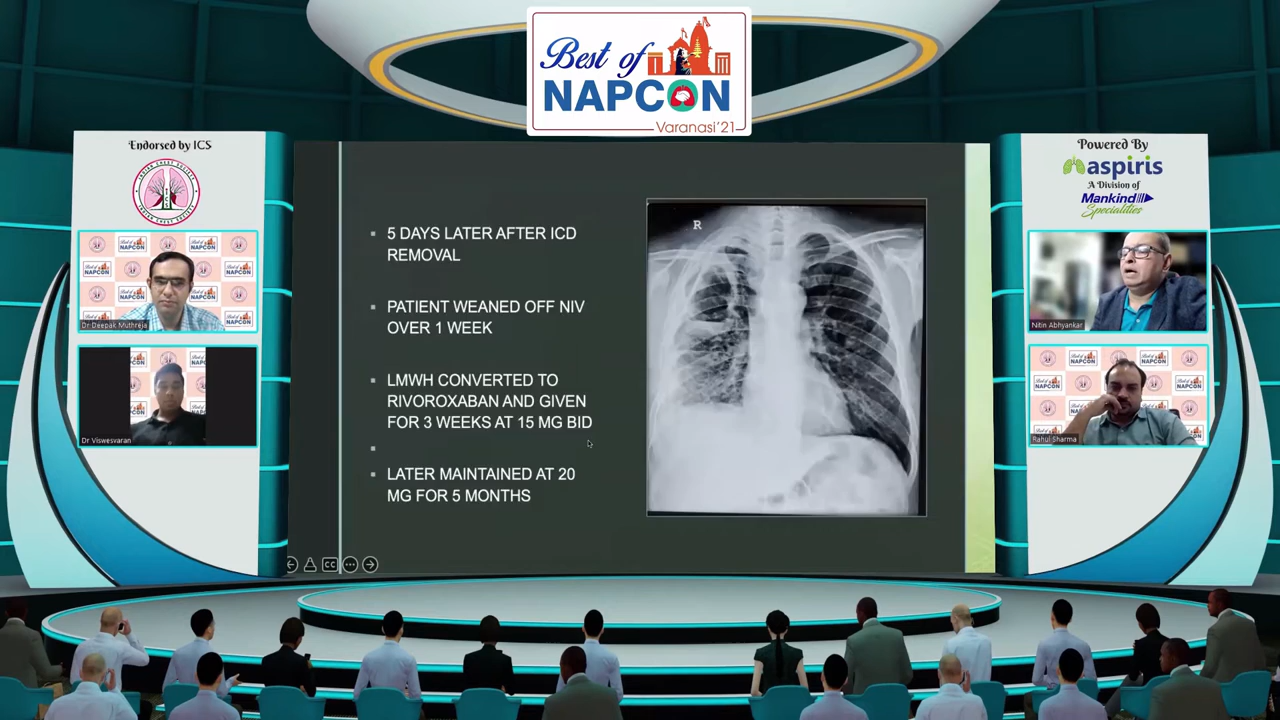 Best of
NAPCON
Varanasi'21
Endorsed by ICS
Dr Deepak Muthreja
Dr Viswesvaran
5 DAYS LATER AFTER ICD
REMOVAL
PATIENT WEANED OFF NIV
OVER 1 WEEK
LMWH CONVERTED TO
RIVOROXABAN AND GIVEN
FOR 3 WEEKS AT 15 MG BID
LATER MAINTAINED AT 20
MG FOR 5 MONTHS
R
CC
Powered By
aspiris
A Division of
Mankind
Specialities
Nitin Abhyankar
Rahul Sharma